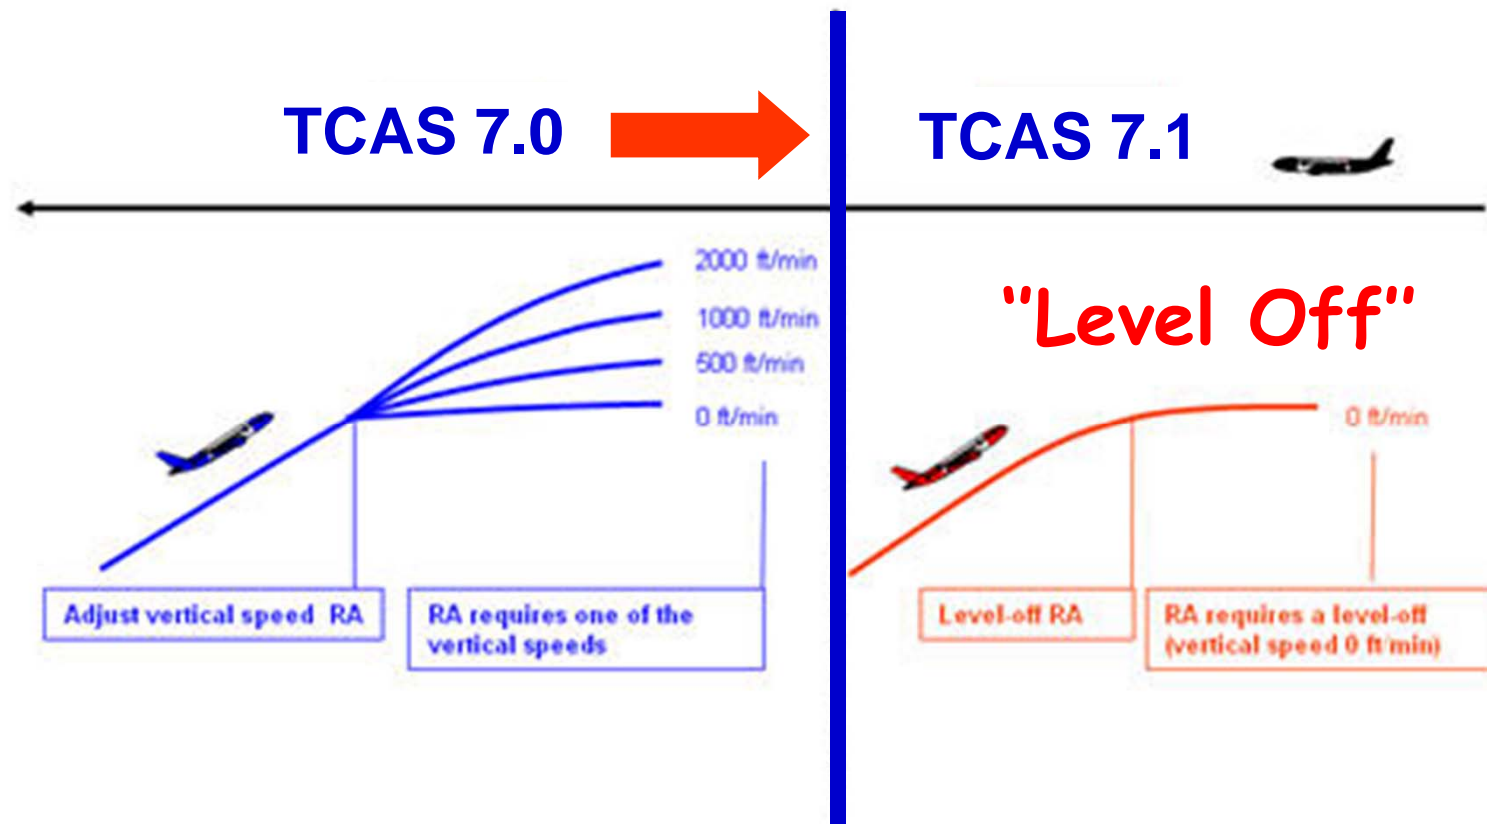 TCAS 7.0
TCAS 7.1
2000 ft/min
1000 ft/min
500 ft/min
0 ft/min
Adjust vertical speed RA
RA requires one of the
vertical speeds
"Level Off"
0 ft/min
Level-off RA
RA requires a level-off
(vertical speed 0 ft/min)